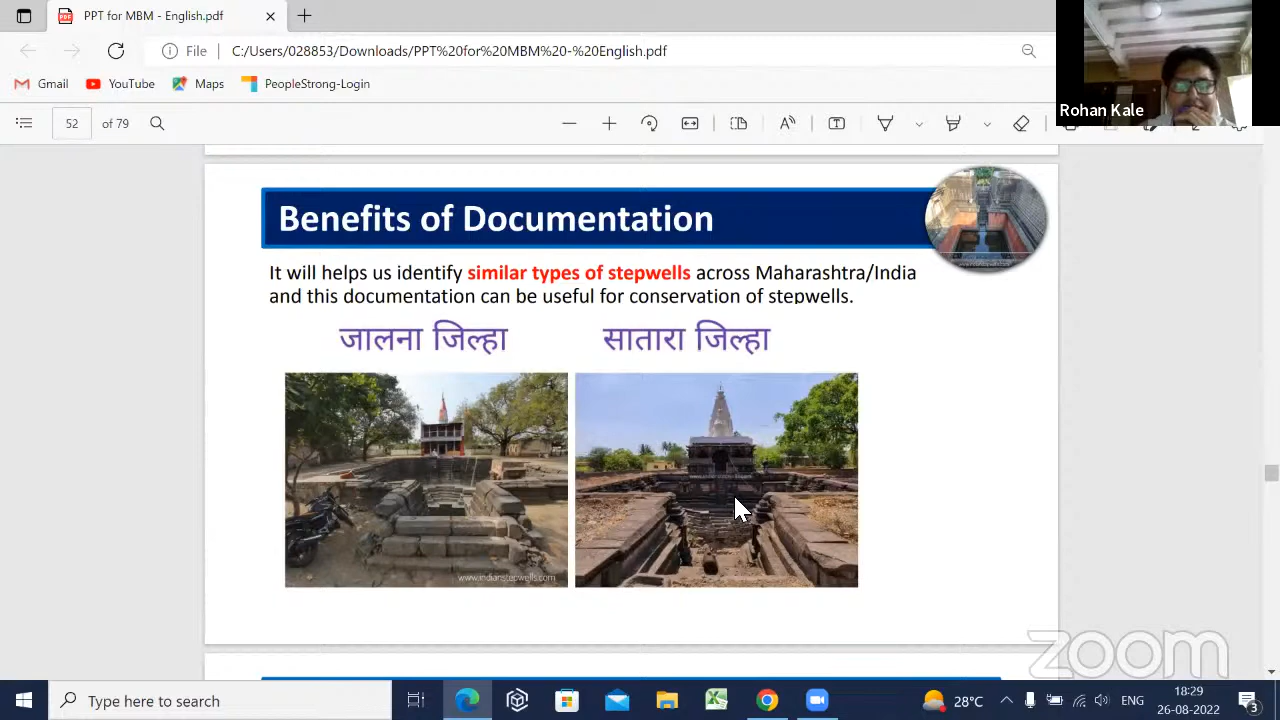 PPT for MBM - English.pdf
File C:/Users/028853/Downloads/PPT%20for%20MBM%20-%20English.pdf
Gmail YouTube Maps PeopleStrong-Login
Rohan Kale
52 of 79
Benefits of Documentation
It will helps us identify similar types of stepwells across Maharashtra/India
and this documentation can be useful for conservation of stepwells.
जालना जिल्हा सातारा जिल्हा
www.indianstepwells.com
zoom
Type here to search
28°C ENG 18:29
26-08-2022 3